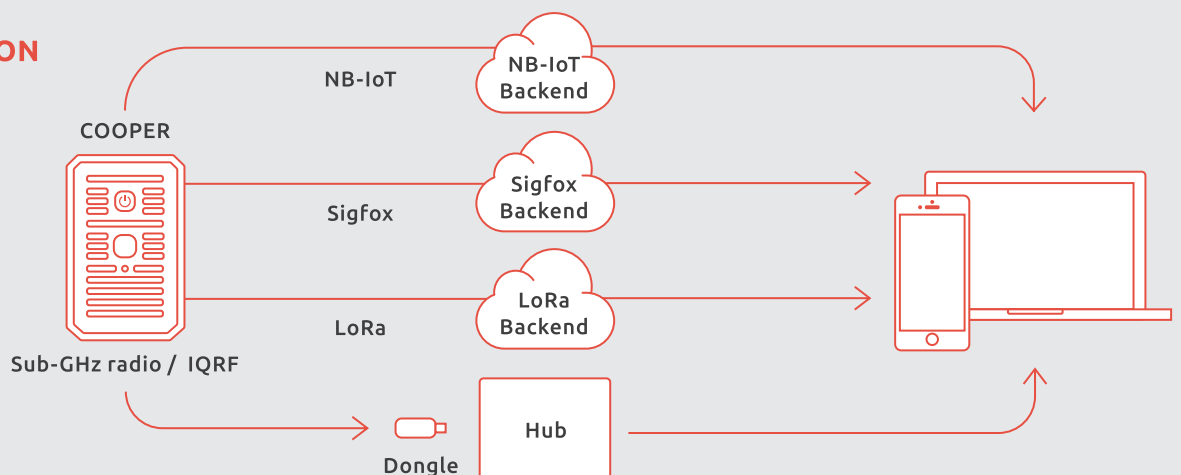 ON
NB-IoT
NB-IoT
Backend
COOPER
Sigfox
Sigfox
Backend
LoRa
LoRa
Backend
Sub-GHz radio / IQRF
Hub
Dongle